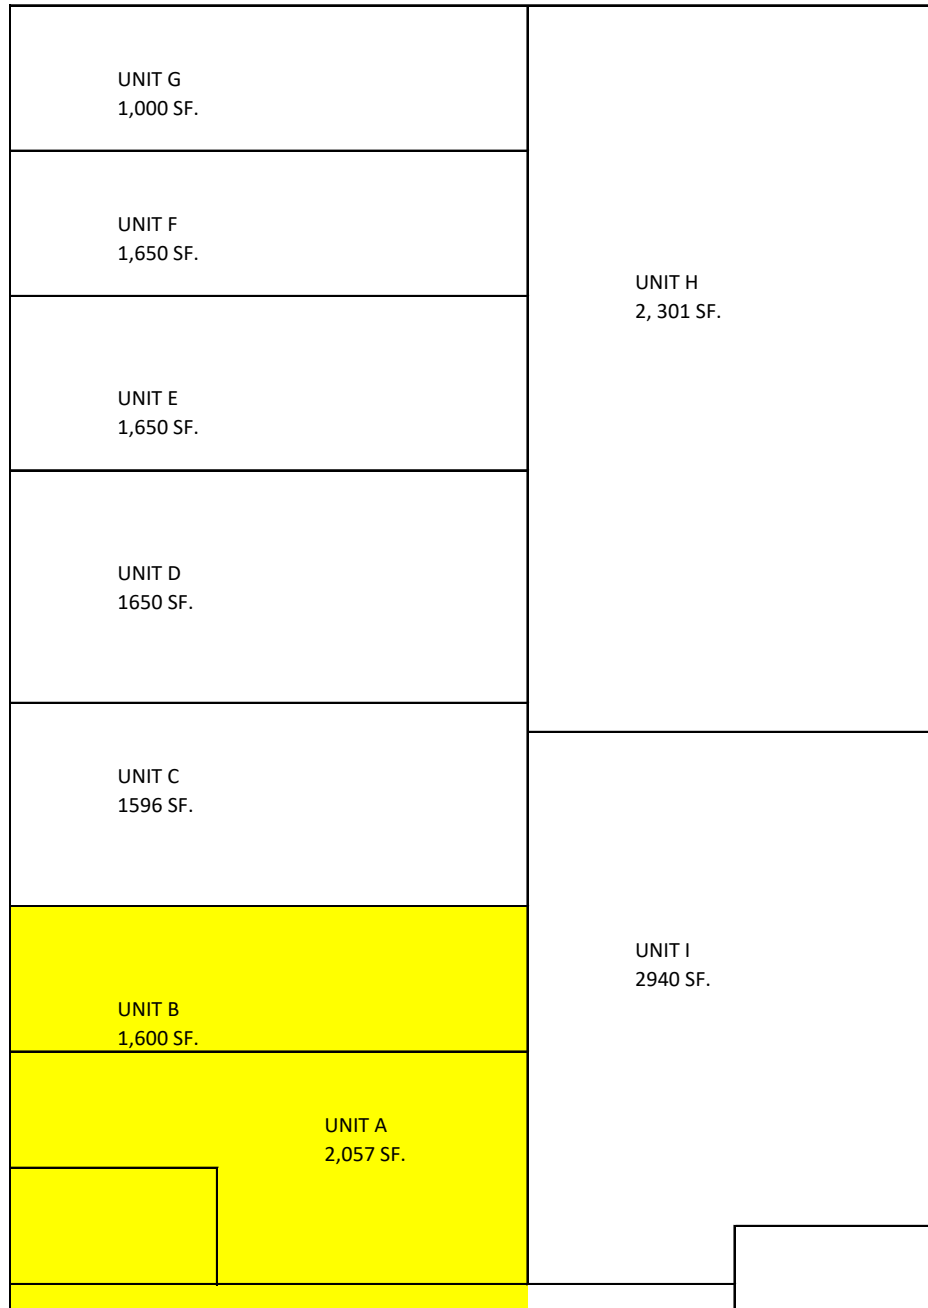 UNIT G
1,000 SF.
UNIT F
1,650 SF.
UNIT H
2, 301 SF.
UNIT E
1,650 SF.
UNIT D
1650 SF.
UNIT C
1596 SF.
UNIT I
2940 SF.
UNIT B
1,600 SF.
UNIT A
2,057 SF.